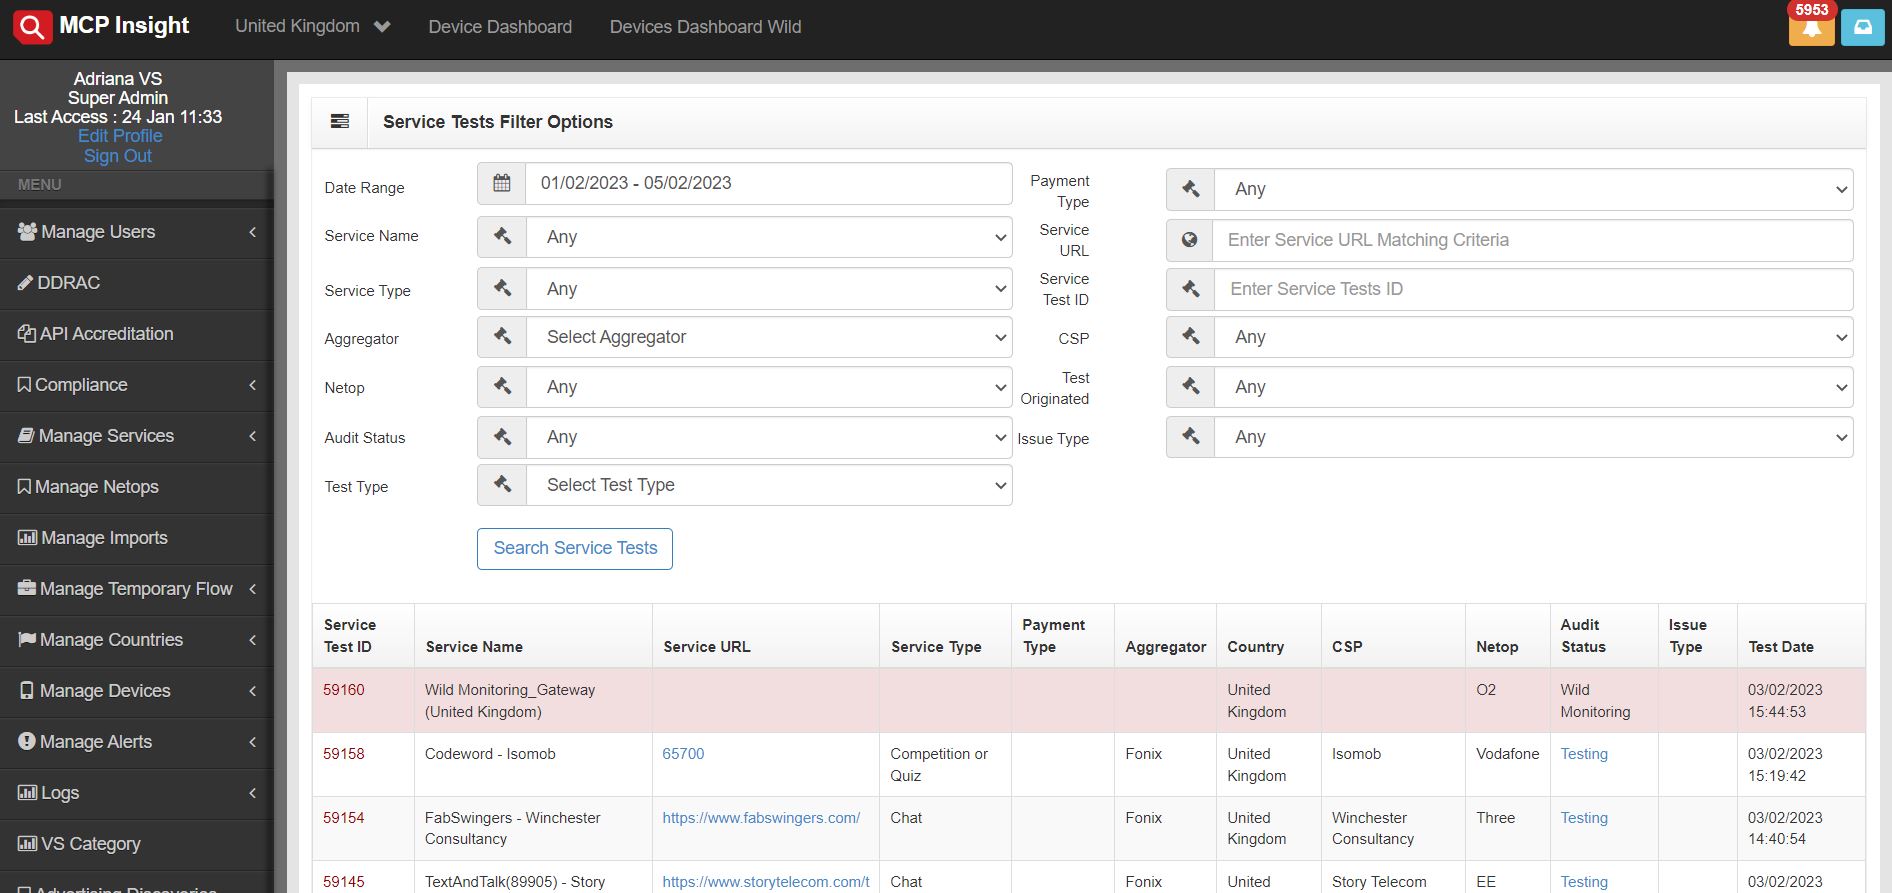 MCP Insight
United Kingdom
Device Dashboard
Devices Dashboard Wild
5953
Adriana VS
Super Admin
Last Access : 24 Jan 11:33
Edit Profile
Sign Out
MENU
Manage Users
DDRAC
API Accreditation
Compliance
Manage Services
Manage Netops
Manage Imports
Manage Temporary Flow
Manage Countries
Manage Devices
Manage Alerts
Logs
VS Category
Advertising Discoveries
Service Tests Filter Options
Date Range
01/02/2023 - 05/02/2023
Payment
Type
Any
Service Name
Any
Service
URL
Enter Service URL Matching Criteria
Service Type
Any
Service
Test ID
Enter Service Tests ID
Aggregator
Select Aggregator
CSP
Any
Netop
Any
Test
Originated
Any
Audit Status
Any
Issue Type
Any
Test Type
Select Test Type
Search Service Tests
Service
Test ID
Service Name
Service URL
Service Type
Payment
Type
Aggregator
Country
CSP
Netop
Audit
Status
Issue
Type
Test Date
59160
Wild Monitoring_Gateway
(United Kingdom)
United
Kingdom
O2
Wild
Monitoring
03/02/2023
15:44:53
59158
Codeword - Isomob
65700
Competition or
Quiz
Fonix
United
Kingdom
Isomob
Vodafone
Testing
03/02/2023
15:19:42
59154
FabSwingers - Winchester
Consultancy
https://www.fabswingers.com/
Chat
Fonix
United
Kingdom
Winchester
Consultancy
Three
Testing
03/02/2023
14:40:54
59145
TextAndTalk(89905) - Story
https://www.storytelecom.com/t
Chat
Fonix
United
Story Telecom
EE
Testing
03/02/2023